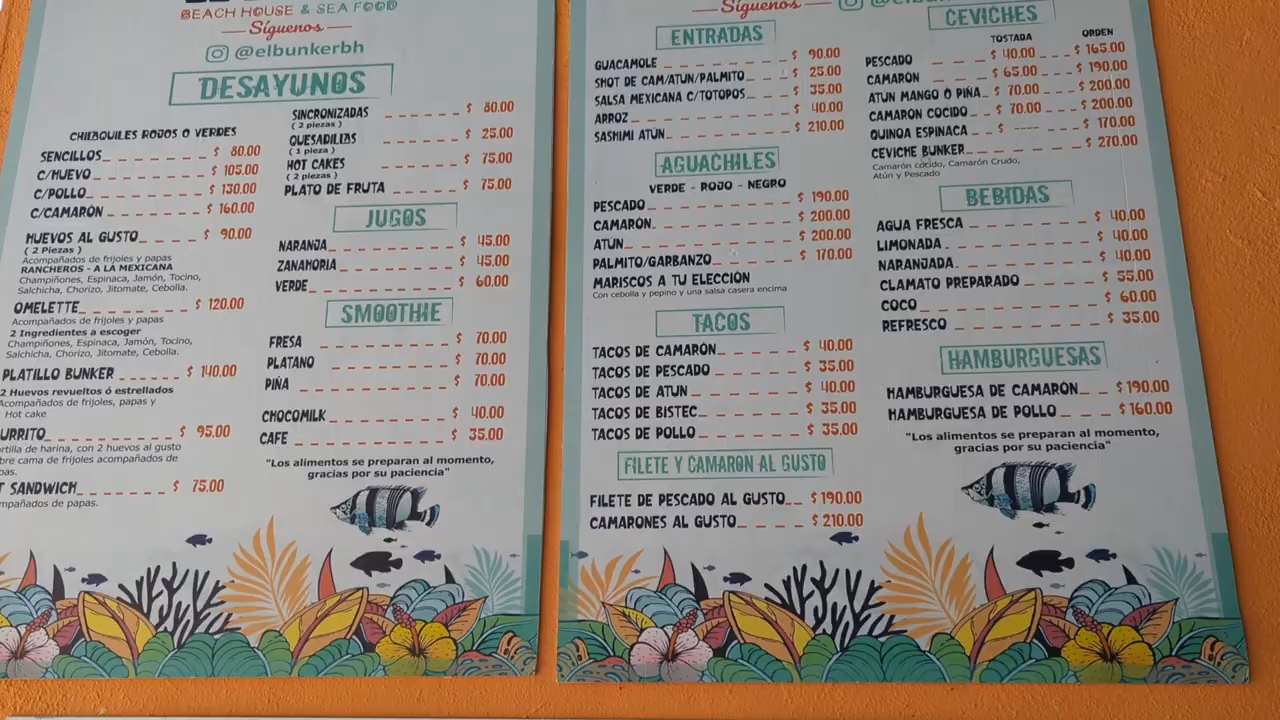 BEACH HOUSE & SEA FOOD
Síguenos
@elbunkerbh
DESAYUNOS
CHILAQUILES ROJOS O VERDES
SENCILLOS $ 80.00
C/HUEVO $ 105.00
C/POLLO $ 130.00
C/CAMARÓN $ 160.00
HUEVOS AL GUSTO $ 90.00
( 2 Piezas )
Acompañados de frijoles y papas
RANCHEROS - A LA MEXICANA
Champiñones, Espinaca, Jamón, Tocino,
Salchicha, Chorizo, Jitomate, Cebolla.
OMELETTE $ 120.00
Acompañados de frijoles y papas
2 Ingredientes a escoger
Champiñones, Espinaca, Jamón, Tocino,
Salchicha, Chorizo, Jitomate, Cebolla.
PLATILLO BUNKER $ 140.00
2 Huevos revueltos ó estrellados
Acompañados de frijoles, papas y
Hot cake
URRITO $ 95.00
rtilla de harina, con 2 huevos al gusto
bre cama de frijoles acompañados de
pas.
T SANDWICH $ 75.00
mpañados de papas.
SINCRONIZADAS $ 80.00
( 2 piezas )
QUESADILLAS $ 25.00
( 1 pieza )
HOT CAKES $ 75.00
( 2 piezas )
PLATO DE FRUTA $ 75.00
JUGOS
NARANJA $ 45.00
ZANAHORIA $ 45.00
VERDE $ 60.00
SMOOTHIE
FRESA $ 70.00
PLATANO $ 70.00
PIÑA $ 70.00
CHOCOMILK $ 40.00
CAFE $ 35.00
"Los alimentos se preparan al momento,
gracias por su paciencia"
Síguenos @elbu
ENTRADAS
GUACAMOLE $ 90.00
SHOT DE CAM/ATUN/PALMITO $ 25.00
SALSA MEXICANA C/TOTOPOS $ 35.00
ARROZ $ 40.00
SASHIMI ATÚN $ 210.00
AGUACHILES
VERDE - ROJO - NEGRO
PESCADO $ 190.00
CAMARÓN $ 200.00
ATÚN $ 200.00
PALMITO/GARBANZO $ 170.00
MARISCOS A TU ELECCIÓN
Con cebolla y pepino y una salsa casera encima
TACOS
TACOS DE CAMARÓN $ 40.00
TACOS DE PESCADO $ 35.00
TACOS DE ATUN $ 40.00
TACOS DE BISTEC $ 35.00
TACOS DE POLLO $ 35.00
FILETE Y CAMARON AL GUSTO
FILETE DE PESCADO AL GUSTO $ 190.00
CAMARONES AL GUSTO $ 210.00
CEVICHES
TOSTADA ORDEN
PESCADO $ 40.00 $ 165.00
CAMARÓN $ 65.00 $ 190.00
ATUN MANGO Ó PIÑA $ 70.00 $ 200.00
CAMARÓN COCIDO $ 70.00 $ 200.00
QUINOA ESPINACA $ ---- $ 170.00
CEVICHE BUNKER $ 270.00
Camarón cocido, Camarón Crudo,
Atún y Pescado
BEBIDAS
AGUA FRESCA $ 40.00
LIMONADA $ 40.00
NARANJADA $ 40.00
CLAMATO PREPARADO $ 55.00
COCO $ 60.00
REFRESCO $ 35.00
HAMBURGUESAS
HAMBURGUESA DE CAMARÓN $ 190.00
HAMBURGUESA DE POLLO $ 160.00
"Los alimentos se preparan al momento,
gracias por su paciencia"